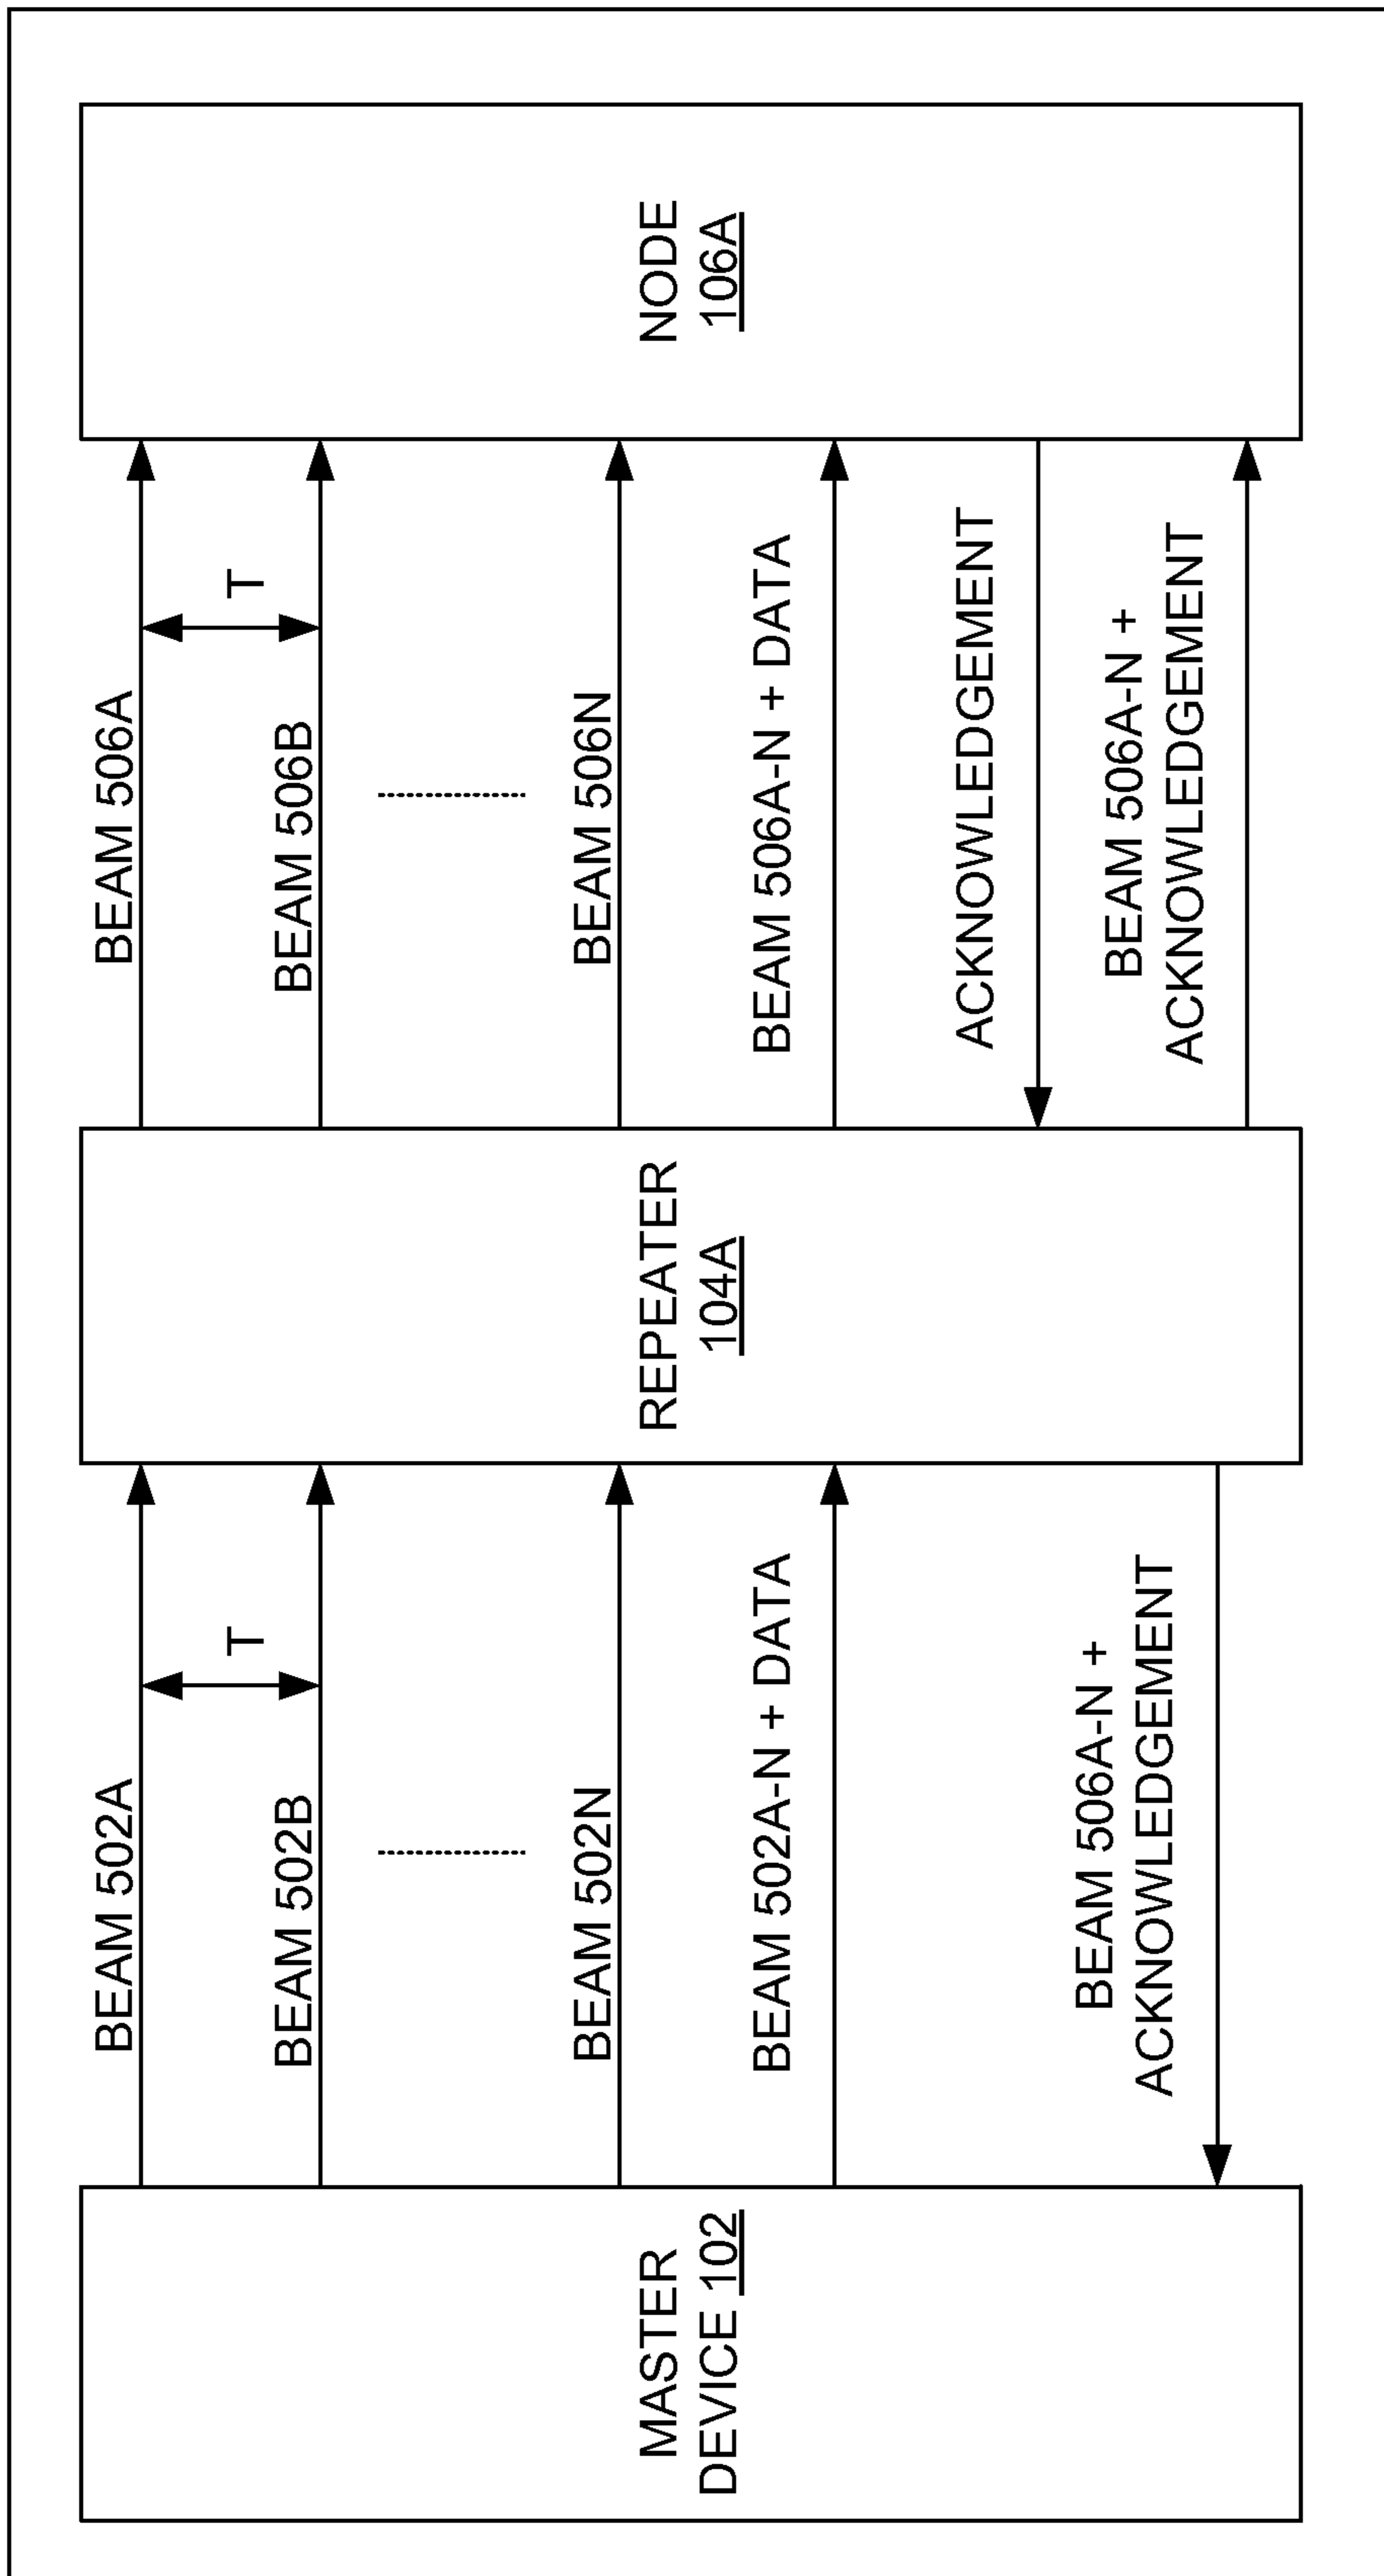 MASTER
DEVICE 102
BEAM 502A
T
BEAM 502B
BEAM 502N
BEAM 502A-N + DATA
BEAM 506A-N +
ACKNOWLEDGEMENT
REPEATER
104A
BEAM 506A
T
BEAM 506B
BEAM 506N
BEAM 506A-N + DATA
ACKNOWLEDGEMENT
BEAM 506A-N +
ACKNOWLEDGEMENT
NODE
106A